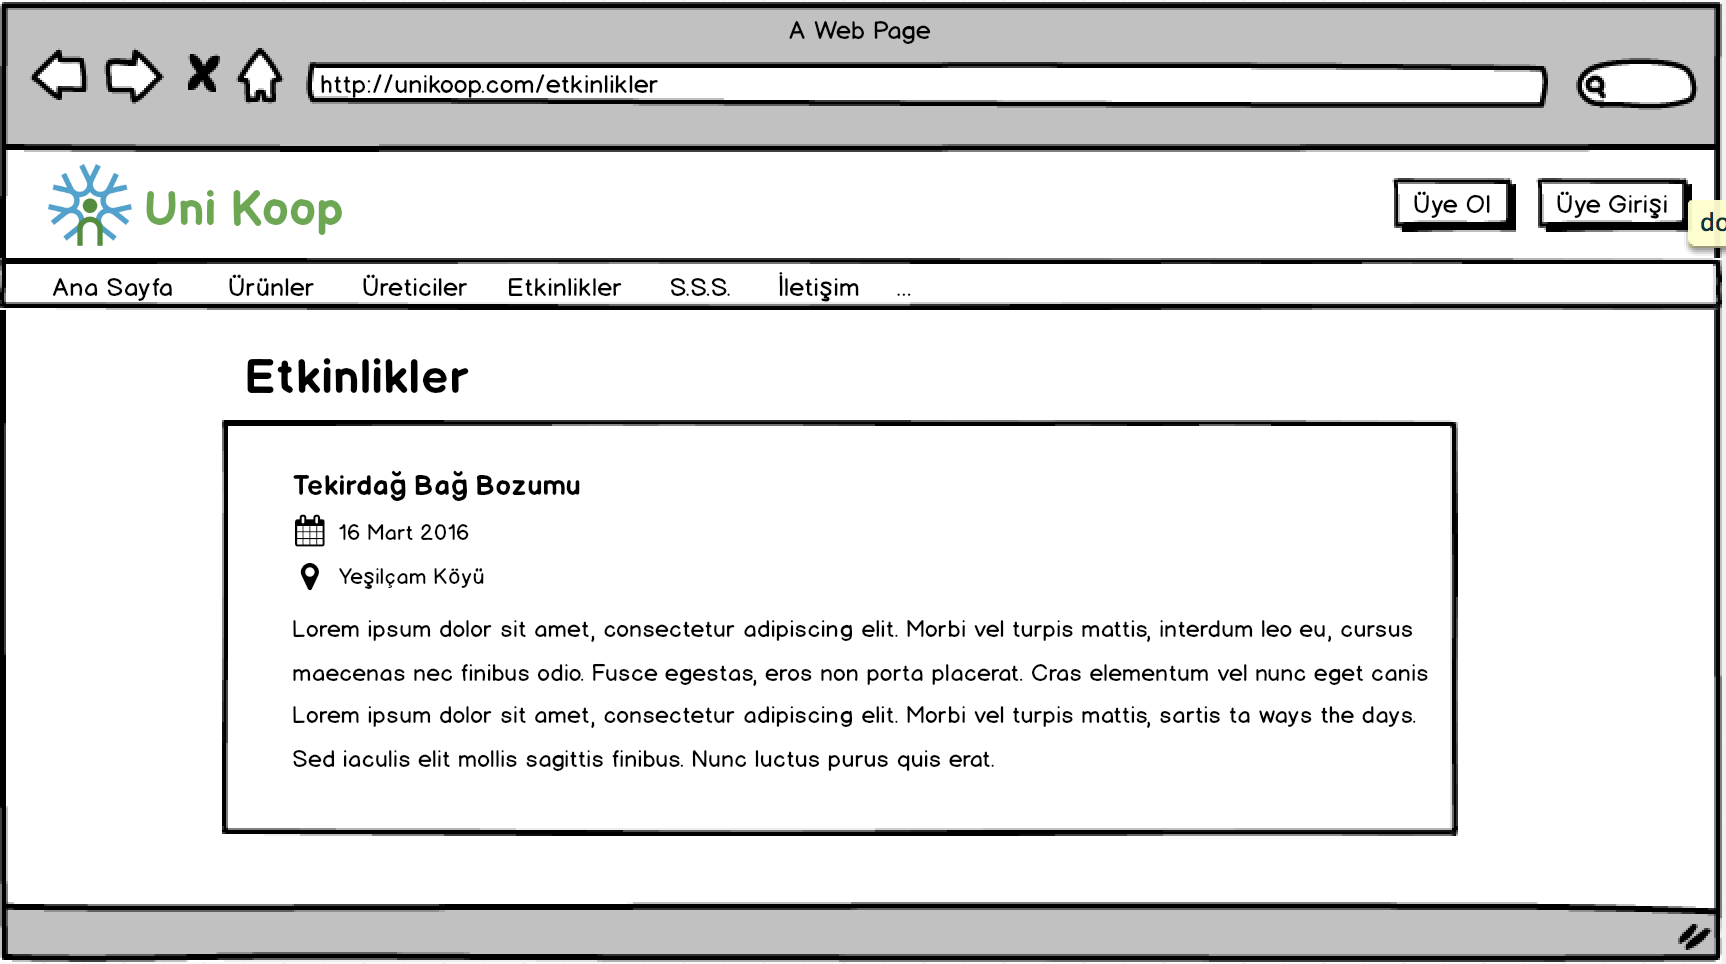 A Web Page
http://unikoop.com/etkinlikler
Uni Koop
Üye Ol
Üye Girişi
Ana Sayfa
Ürünler
Üreticiler
Etkinlikler
S.S.S.
İletişim
...
Etkinlikler
Tekirdağ Bağ Bozumu
16 Mart 2016
Yeşilçam Köyü
Lorem ipsum dolor sit amet, consectetur adipiscing elit. Morbi vel turpis mattis, interdum leo eu, cursus
maecenas nec finibus odio. Fusce egestas, eros non porta placerat. Cras elementum vel nunc eget canis
Lorem ipsum dolor sit amet, consectetur adipiscing elit. Morbi vel turpis mattis, sartis ta ways the days.
Sed iaculis elit mollis sagittis finibus. Nunc luctus purus quis erat.